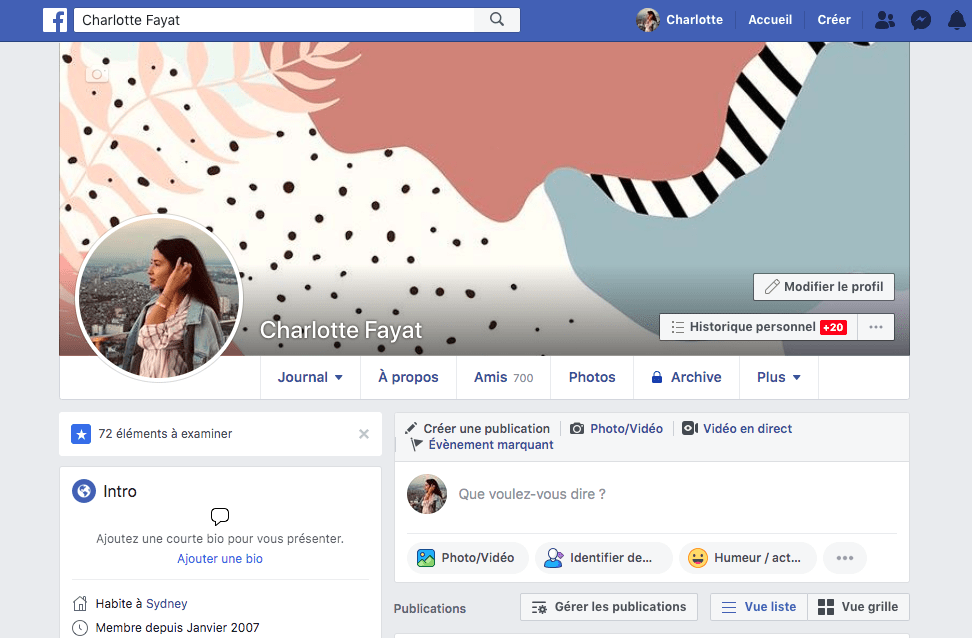 Charlotte Fayat
Charlotte Accueil Créer
Modifier le profil
Charlotte Fayat
Historique personnel +20
Journal À propos Amis 700 Photos Archive Plus
72 éléments à examiner
Intro
Ajoutez une courte bio pour vous présenter.
Ajouter une bio
Habite à Sydney
Membre depuis Janvier 2007
Créer une publication Photo/Vidéo Vidéo en direct
Évènement marquant
Que voulez-vous dire ?
Photo/Vidéo Identifier de... Humeur / act...
Publications Gérer les publications Vue liste Vue grille